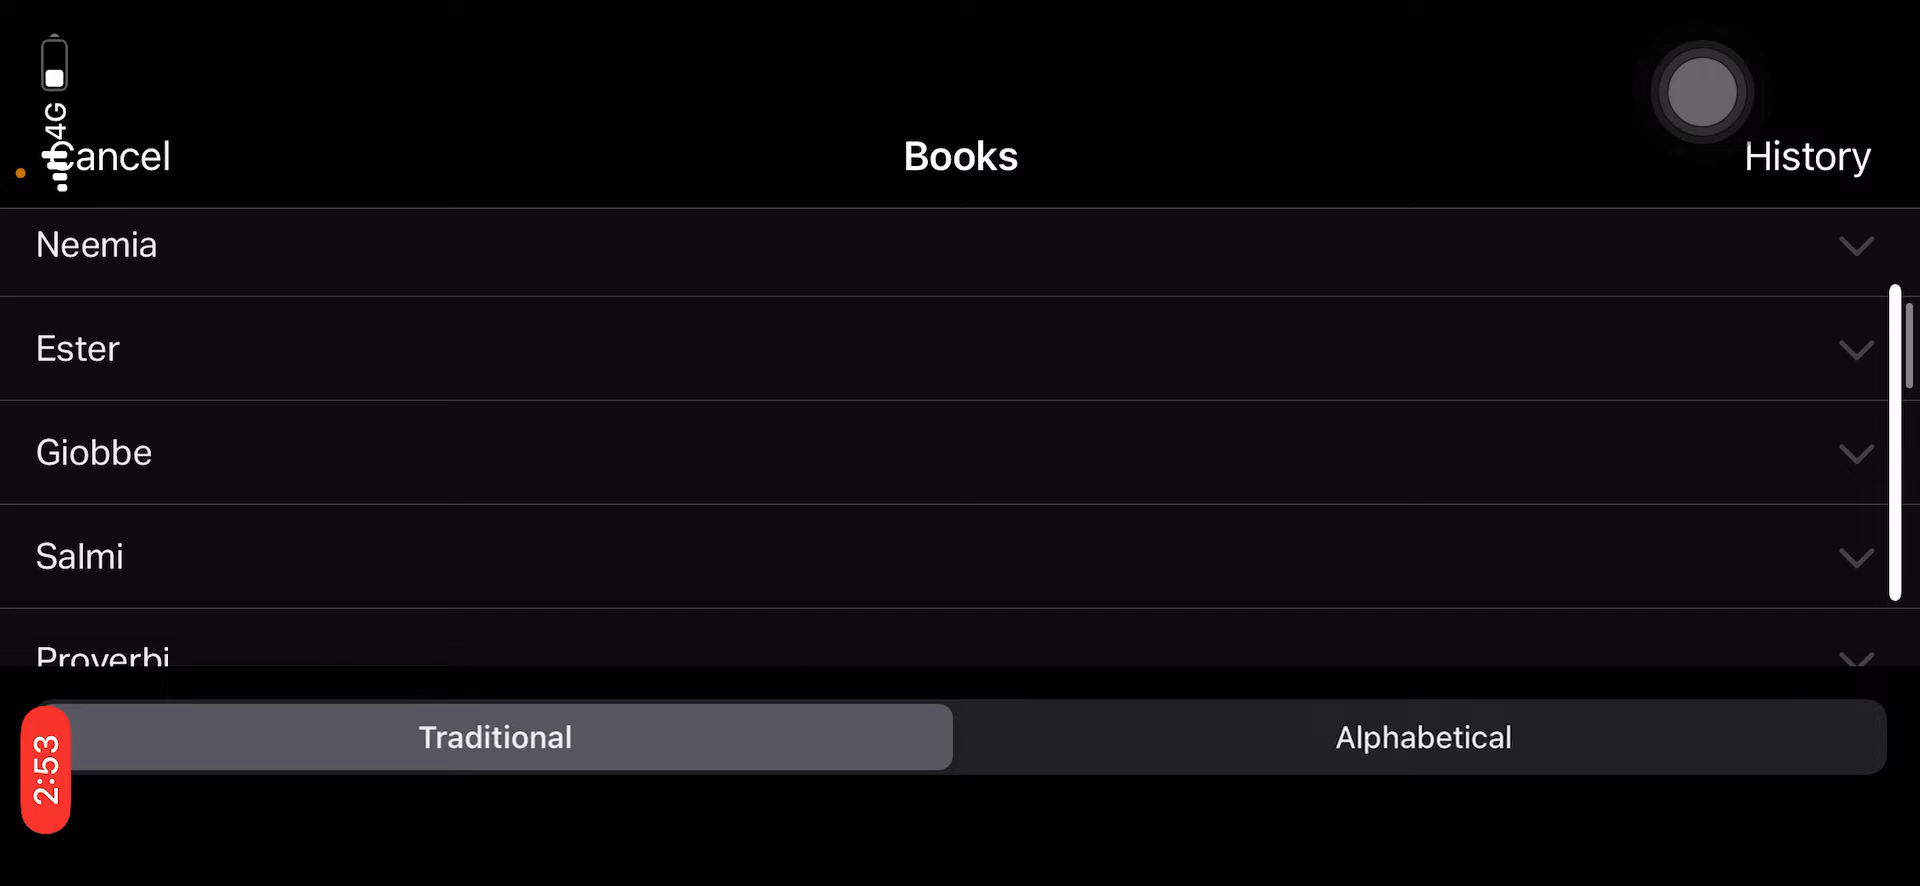 4G
Cancel
Books
History
Neemia
Ester
Giobbe
Salmi
Proverbi
Traditional
Alphabetical
2:53